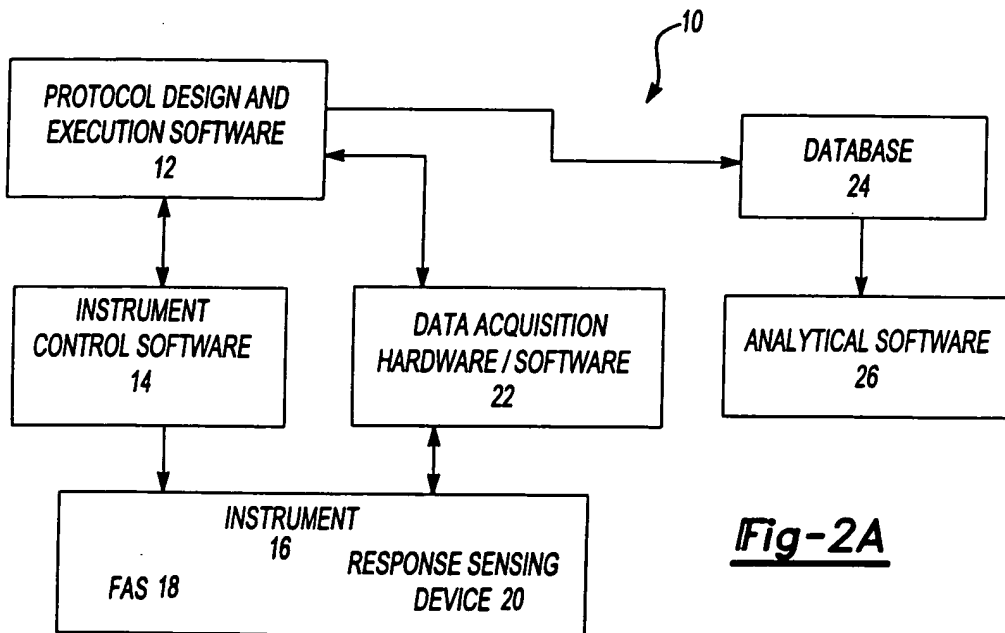 10
PROTOCOL DESIGN AND
EXECUTION SOFTWARE
12
DATABASE
24
INSTRUMENT
CONTROL SOFTWARE
14
DATA ACQUISITION
HARDWARE / SOFTWARE
22
ANALYTICAL SOFTWARE
26
INSTRUMENT
16
FAS 18
RESPONSE SENSING
DEVICE 20
Fig-2A